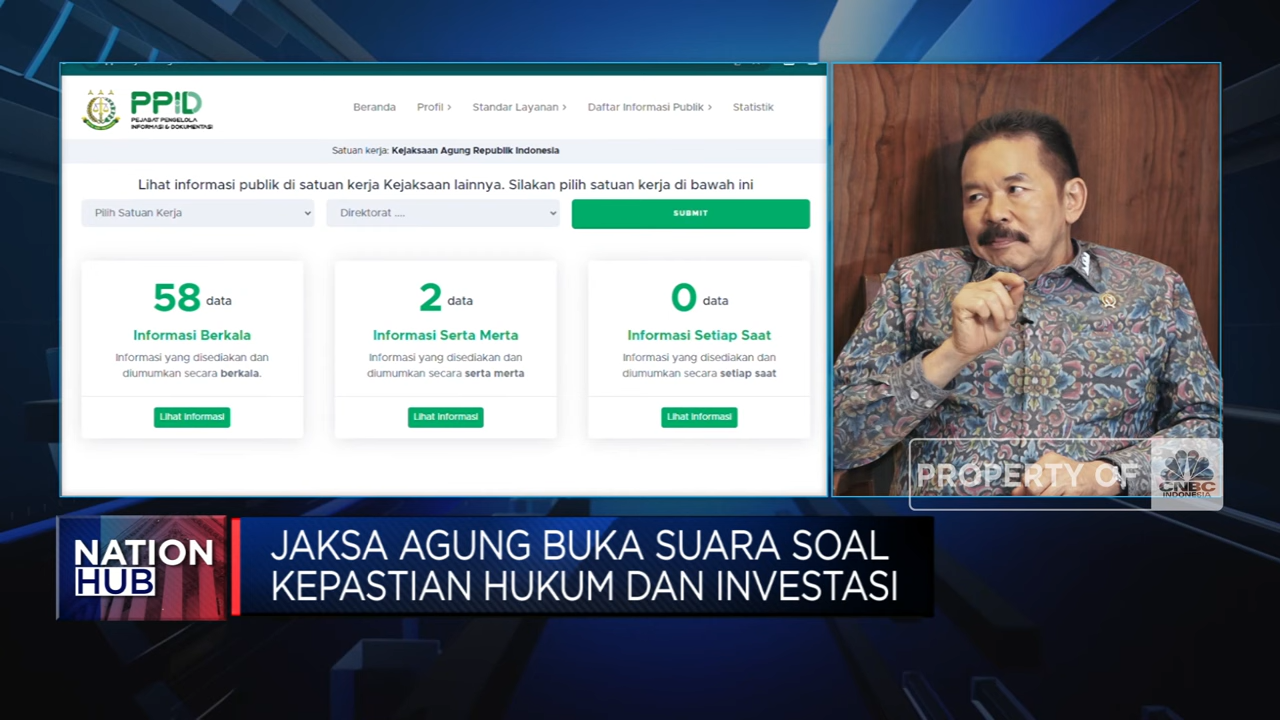 PPID
PEJABAT PENGELOLA
INFORMASI & DOKUMENTASI
Beranda Profil > Standar Layanan > Daftar Informasi Publik > Statistik
Satuan kerja: Kejaksaan Agung Republik Indonesia
Lihat informasi publik di satuan kerja Kejaksaan lainnya. Silakan pilih satuan kerja di bawah ini
Pilih Satuan Kerja Direktorat .... SUBMIT
58 data
Informasi Berkala
Informasi yang disediakan dan
diumumkan secara berkala.
Lihat Informasi
2 data
Informasi Serta Merta
Informasi yang disediakan dan
diumumkan secara serta merta
Lihat Informasi
0 data
Informasi Setiap Saat
Informasi yang disediakan dan
diumumkan secara setiap saat
Lihat Informasi
PROPERTY OF
CNBC
INDONESIA
NATION
HUB
JAKSA AGUNG BUKA SUARA SOAL
KEPASTIAN HUKUM DAN INVESTASI